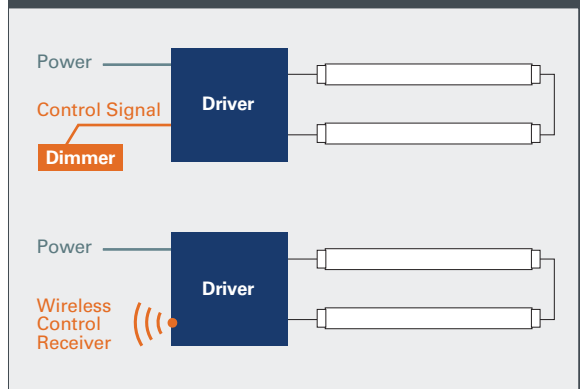 Power
Driver
Control Signal
Dimmer
Power
Driver
Wireless
Control
Receiver